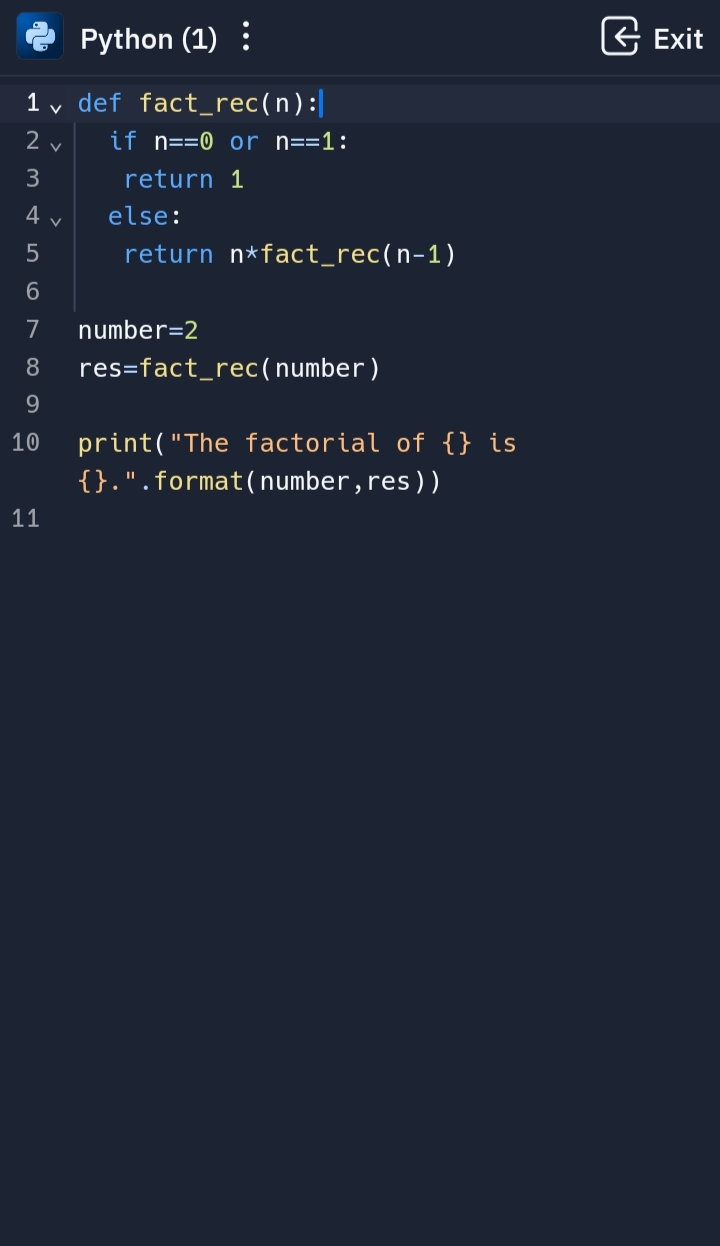 Python (1)
Exit
1 def fact_rec(n):
2   if n==0 or n==1:
3    return 1
4   else:
5    return n*fact_rec(n-1)
6
7 number=2
8 res=fact_rec(number)
9
10 print("The factorial of {} is
{}.".format(number,res))
11